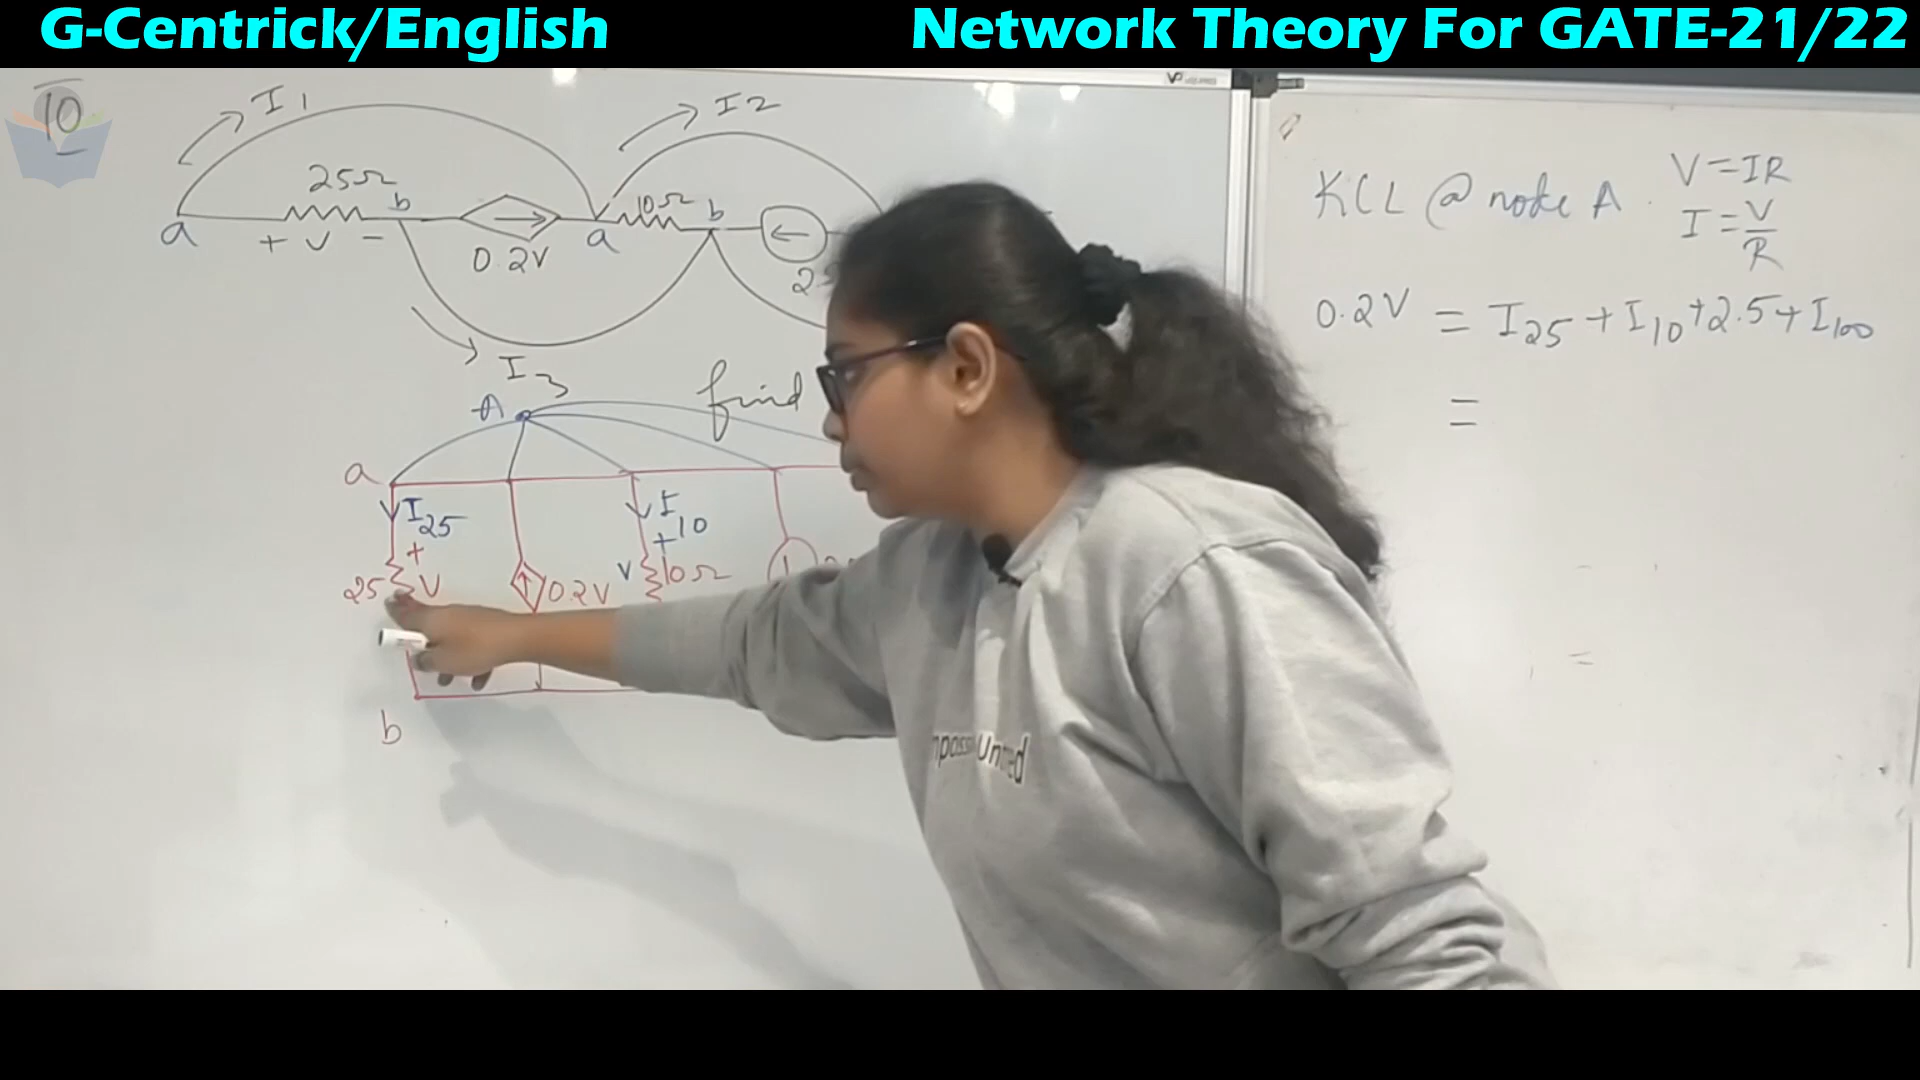 G-Centrick/English
Network Theory For GATE-21/22
10
I1
I2
25Ω
b
10Ω
b
a
+ V -
0.2V
a
I3
find
A
a
I25
I10
+
+
25
V
0.2V
V
10Ω
b
KCL @ node A.
V = IR
I = V/R
0.2V = I25 + I10 + 2.5 + I100
=